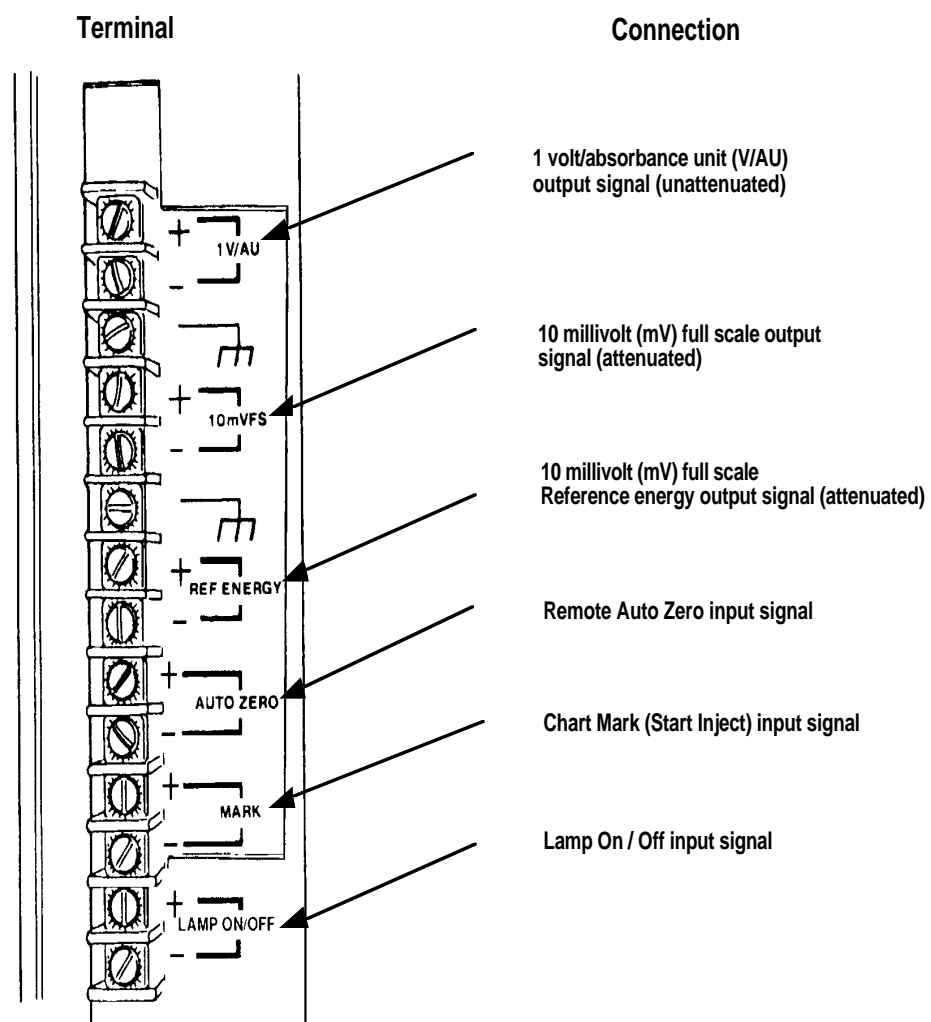 Terminal
Connection
1 volt/absorbance unit (V/AU)
output signal (unattenuated)
+
1V/AU
-
10 millivolt (mV) full scale output
signal (attenuated)
+
10mVFS
-
10 millivolt (mV) full scale
Reference energy output signal (attenuated)
+
REF ENERGY
-
Remote Auto Zero input signal
+
AUTO ZERO
-
Chart Mark (Start Inject) input signal
+
MARK
-
Lamp On / Off input signal
+
LAMP ON/OFF
-